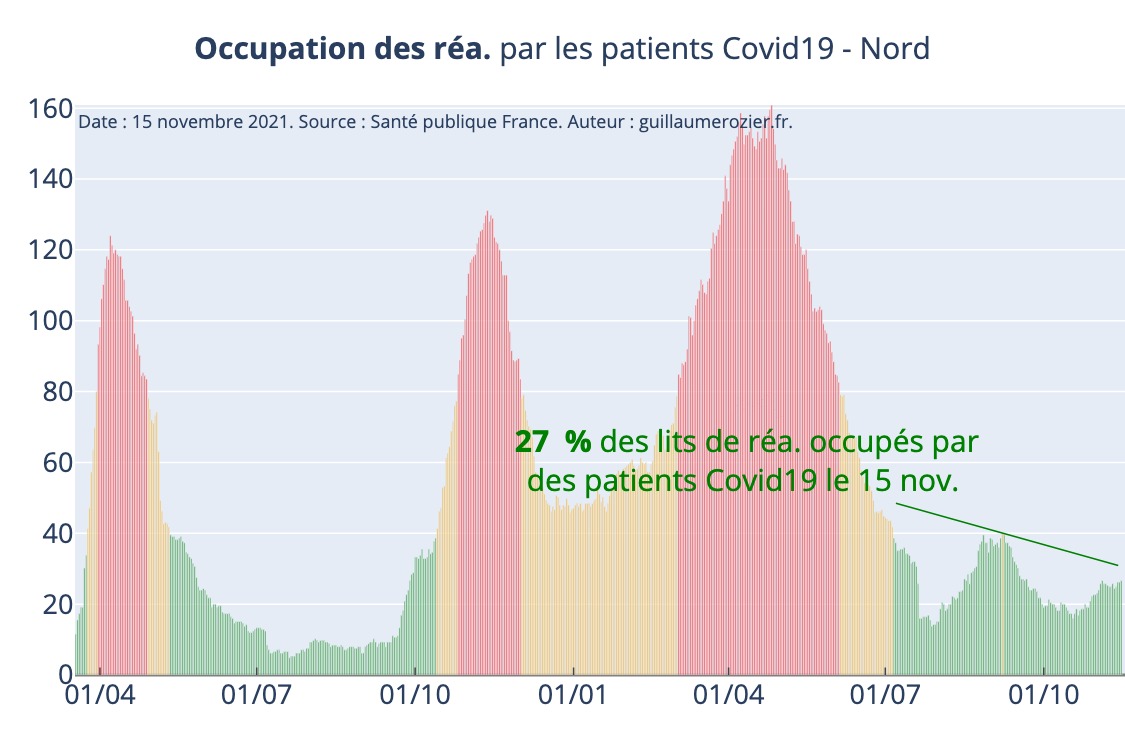 Occupation des réa. par les patients Covid19 - Nord
160
Date : 15 novembre 2021. Source : Santé publique France. Auteur : guillaumerozier.fr.
140
120
100
80
27 % des lits de réa. occupés par
60
des patients Covid19 le 15 nov.
40
20
0
01/04 01/07 01/10 01/01 01/04 01/07 01/10